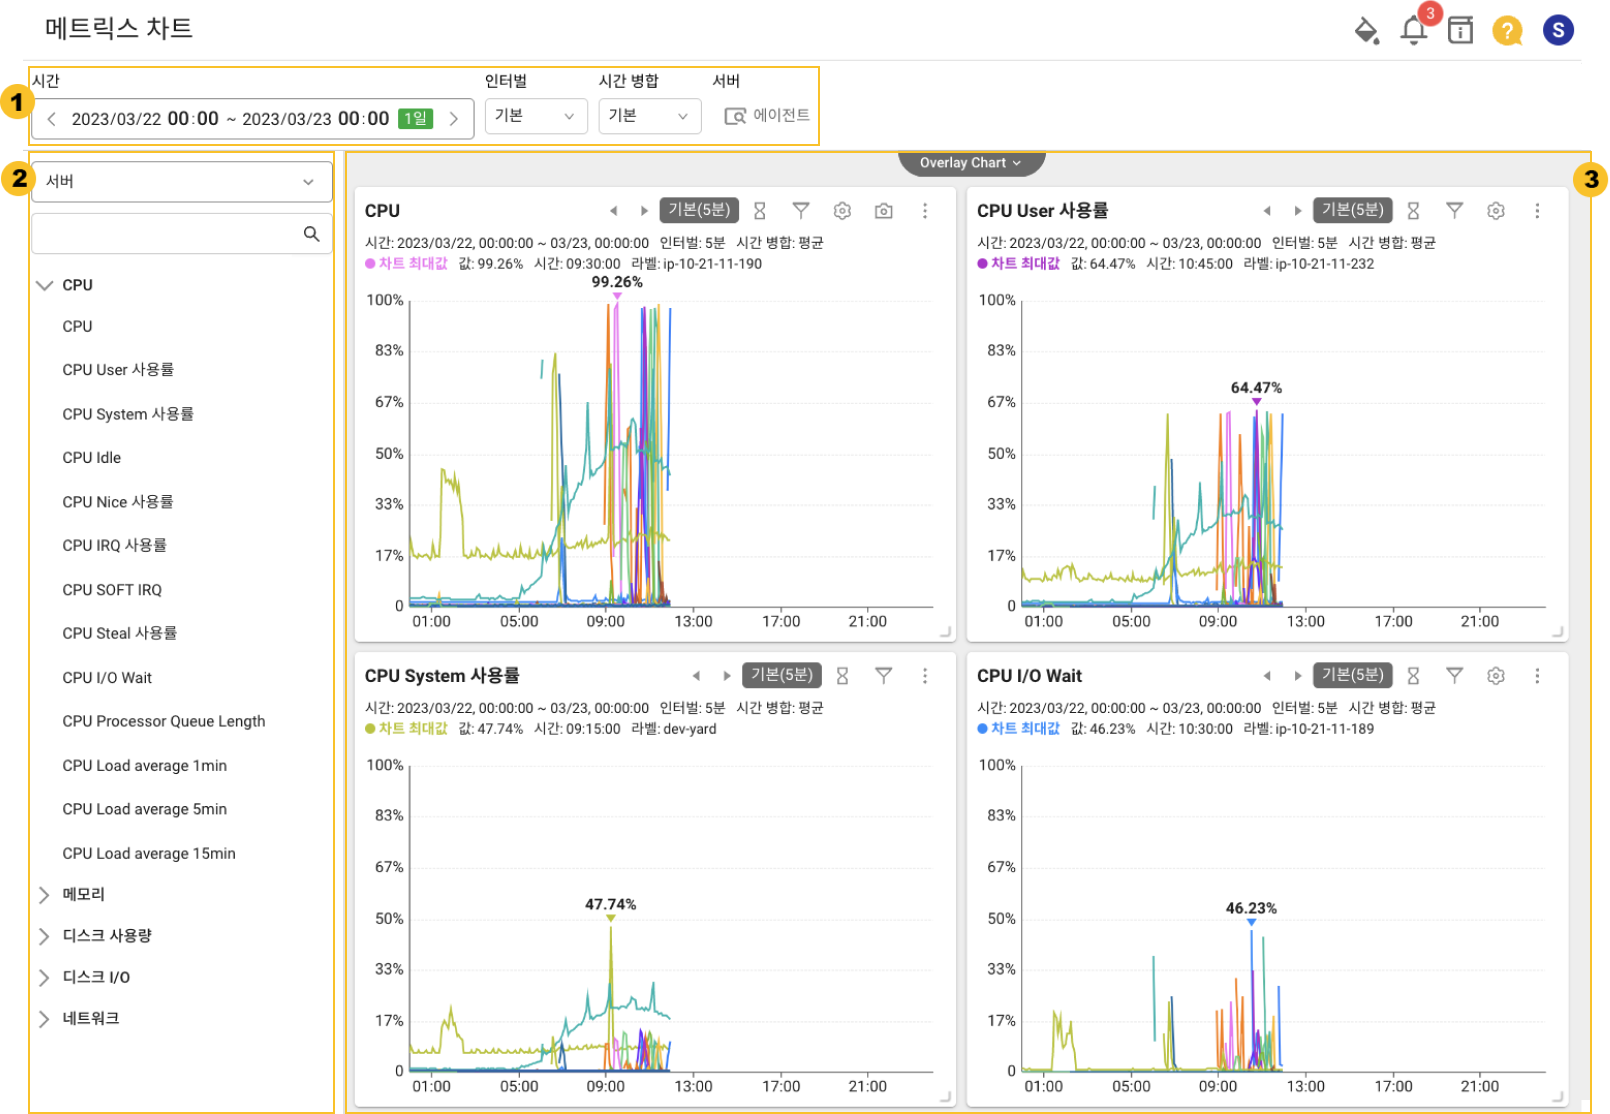 메트릭스 차트
3
?
S
1
시간
인터벌
시간 병합
서버
2023/03/22 00:00 ~ 2023/03/23 00:00 1일
기본
기본
에이전트
2
서버
CPU
CPU
CPU User 사용률
CPU System 사용률
CPU Idle
CPU Nice 사용률
CPU IRQ 사용률
CPU SOFT IRQ
CPU Steal 사용률
CPU I/O Wait
CPU Processor Queue Length
CPU Load average 1min
CPU Load average 5min
CPU Load average 15min
메모리
디스크 사용량
디스크 I/O
네트워크
3
Overlay Chart
CPU
기본(5분)
시간: 2023/03/22, 00:00:00 ~ 03/23, 00:00:00 인터벌: 5분 시간 병합: 평균
차트 최대값 값: 99.26% 시간: 09:30:00 라벨: ip-10-21-11-190
99.26%
100%
83%
67%
50%
33%
17%
0
01:00 05:00 09:00 13:00 17:00 21:00
CPU User 사용률
기본(5분)
시간: 2023/03/22, 00:00:00 ~ 03/23, 00:00:00 인터벌: 5분 시간 병합: 평균
차트 최대값 값: 64.47% 시간: 10:45:00 라벨: ip-10-21-11-232
64.47%
100%
83%
67%
50%
33%
17%
0
01:00 05:00 09:00 13:00 17:00 21:00
CPU System 사용률
기본(5분)
시간: 2023/03/22, 00:00:00 ~ 03/23, 00:00:00 인터벌: 5분 시간 병합: 평균
차트 최대값 값: 47.74% 시간: 09:15:00 라벨: dev-yard
47.74%
100%
83%
67%
50%
33%
17%
0
01:00 05:00 09:00 13:00 17:00 21:00
CPU I/O Wait
기본(5분)
시간: 2023/03/22, 00:00:00 ~ 03/23, 00:00:00 인터벌: 5분 시간 병합: 평균
차트 최대값 값: 46.23% 시간: 10:30:00 라벨: ip-10-21-11-189
46.23%
100%
83%
67%
50%
33%
17%
0
01:00 05:00 09:00 13:00 17:00 21:00